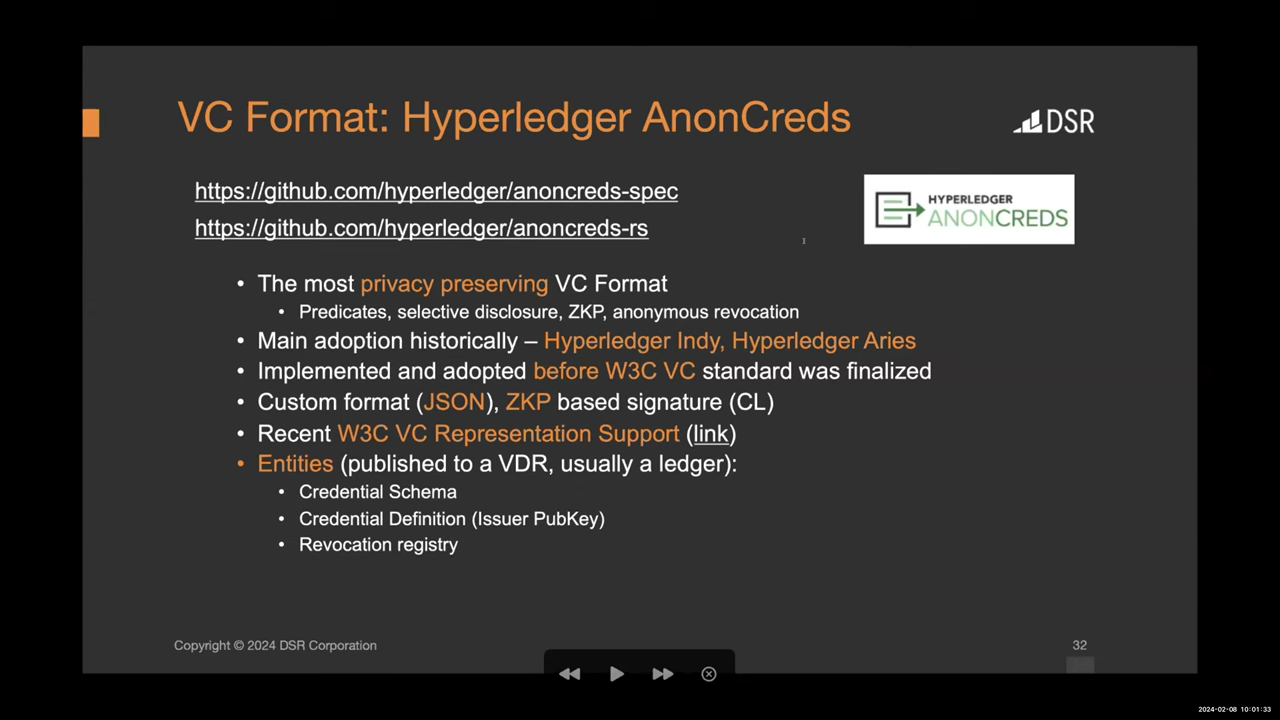 VC Format: Hyperledger AnonCreds
DSR
https://github.com/hyperledger/anoncreds-spec
https://github.com/hyperledger/anoncreds-rs
HYPERLEDGER
ANONCREDS
• The most privacy preserving VC Format
• Predicates, selective disclosure, ZKP, anonymous revocation
• Main adoption historically – Hyperledger Indy, Hyperledger Aries
• Implemented and adopted before W3C VC standard was finalized
• Custom format (JSON), ZKP based signature (CL)
• Recent W3C VC Representation Support (link)
• Entities (published to a VDR, usually a ledger):
• Credential Schema
• Credential Definition (Issuer PubKey)
• Revocation registry
Copyright © 2024 DSR Corporation
32
2024-02-08 10:01:33